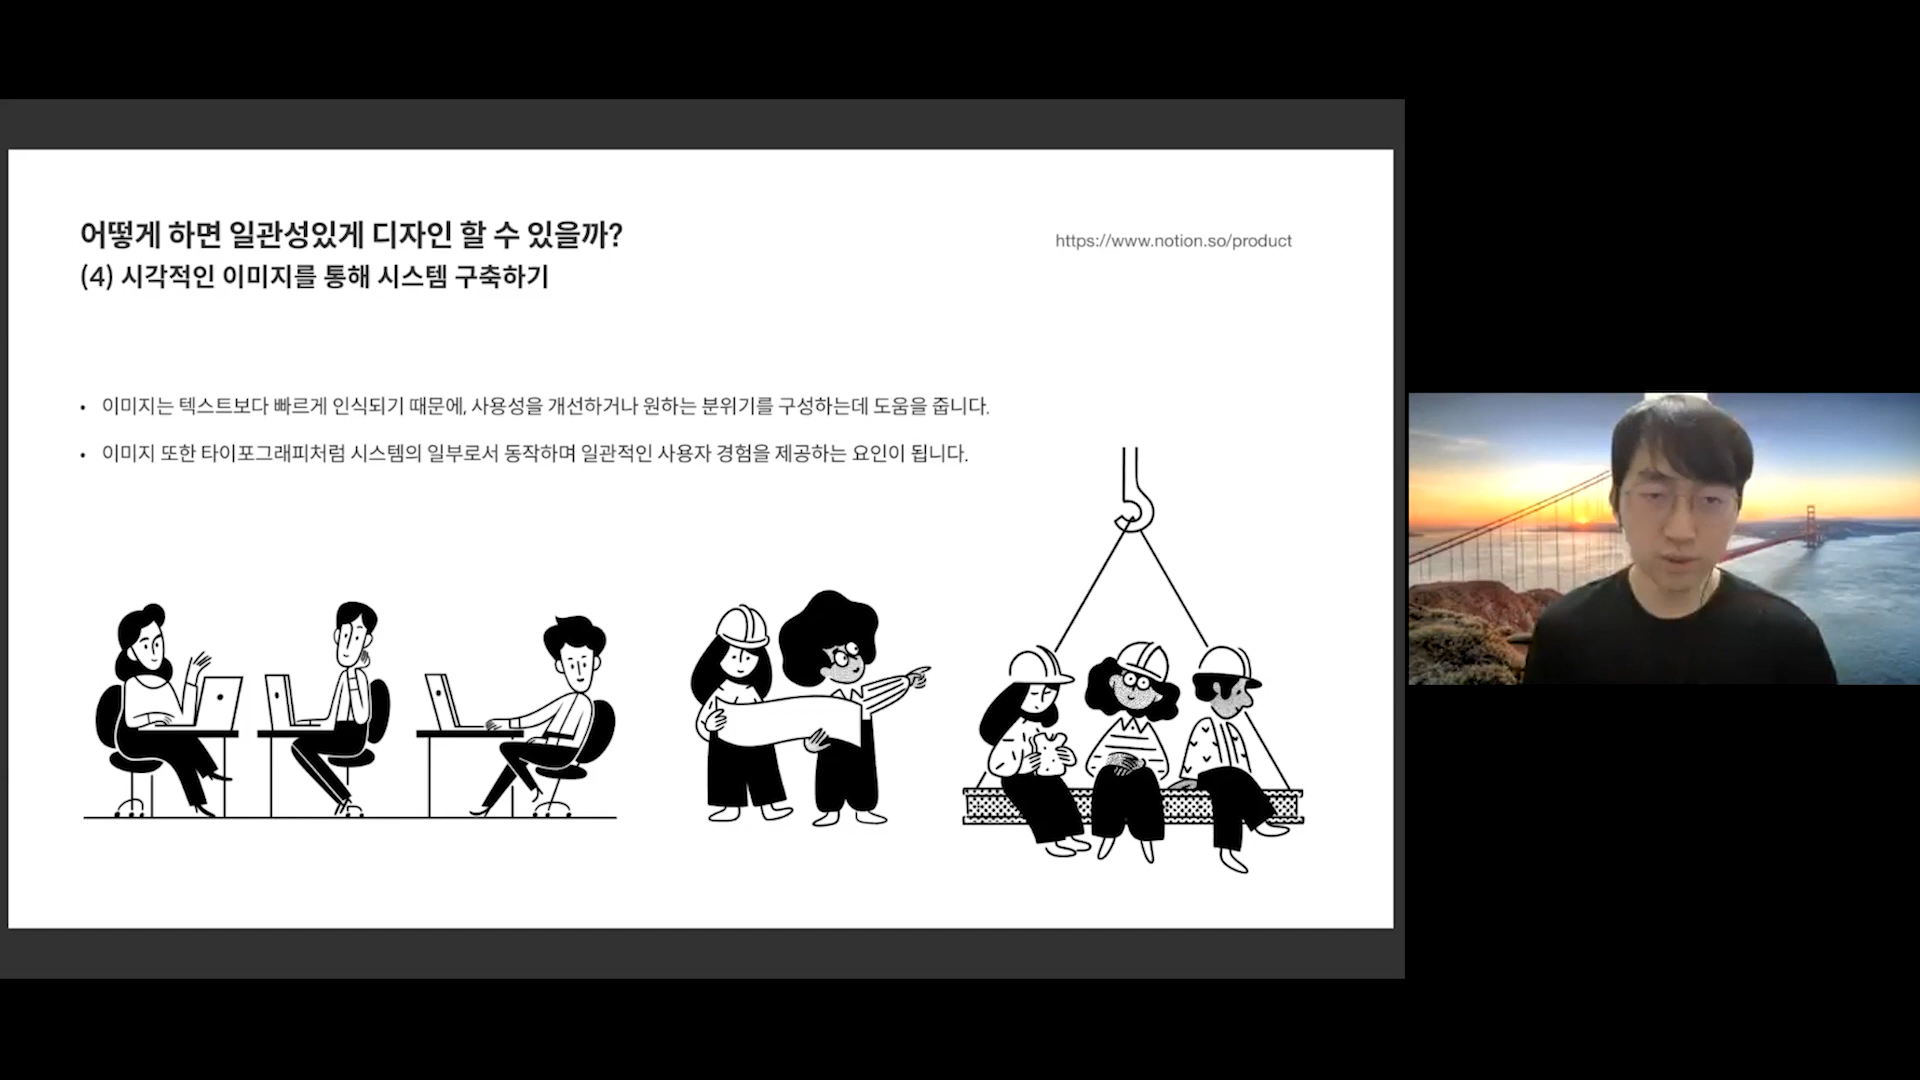 어떻게 하면 일관성있게 디자인 할 수 있을까?
(4) 시각적인 이미지를 통해 시스템 구축하기
https://www.notion.so/product
• 이미지는 텍스트보다 빠르게 인식되기 때문에, 사용성을 개선하거나 원하는 분위기를 구성하는데 도움을 줍니다.
• 이미지 또한 타이포그래피처럼 시스템의 일부로서 동작하며 일관적인 사용자 경험을 제공하는 요인이 됩니다.